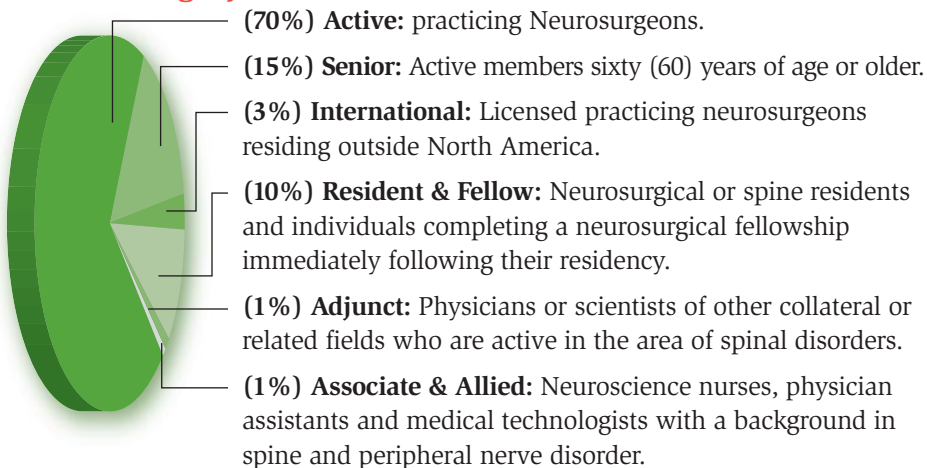 (70%) Active: practicing Neurosurgeons.
(15%) Senior: Active members sixty (60) years of age or older.
(3%) International: Licensed practicing neurosurgeons
residing outside North America.
(10%) Resident & Fellow: Neurosurgical or spine residents
and individuals completing a neurosurgical fellowship
immediately following their residency.
(1%) Adjunct: Physicians or scientists of other collateral or
related fields who are active in the area of spinal disorders.
(1%) Associate & Allied: Neuroscience nurses, physician
assistants and medical technologists with a background in
spine and peripheral nerve disorder.